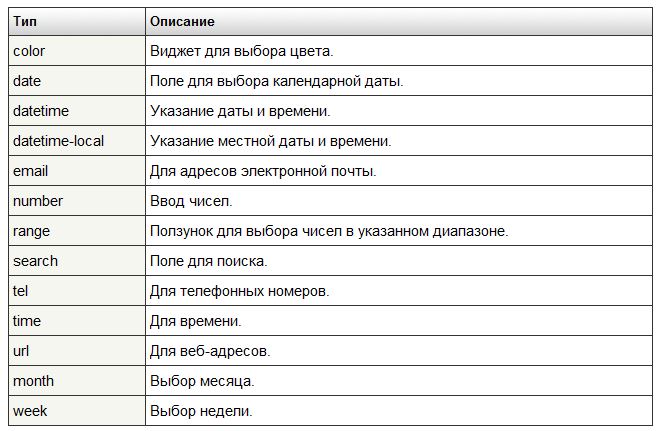 Тип Описание
color Виджет для выбора цвета.
date Поле для выбора календарной даты.
datetime Указание даты и времени.
datetime-local Указание местной даты и времени.
email Для адресов электронной почты.
number Ввод чисел.
range Ползунок для выбора чисел в указанном диапазоне.
search Поле для поиска.
tel Для телефонных номеров.
time Для времени.
url Для веб-адресов.
month Выбор месяца.
week Выбор недели.